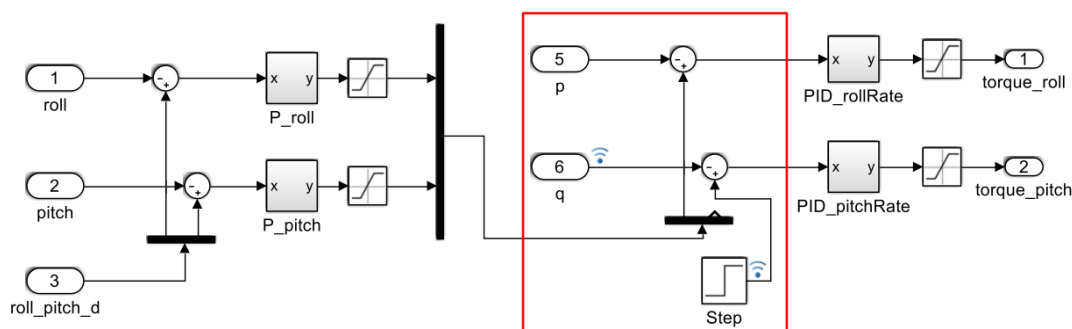 1
roll
- +
x y
P_roll
2
pitch
- +
x y
P_pitch
3
roll_pitch_d
5
p
- +
6
q
- +
Step
x y
PID_rollRate
1
torque_roll
x y
PID_pitchRate
2
torque_pitch